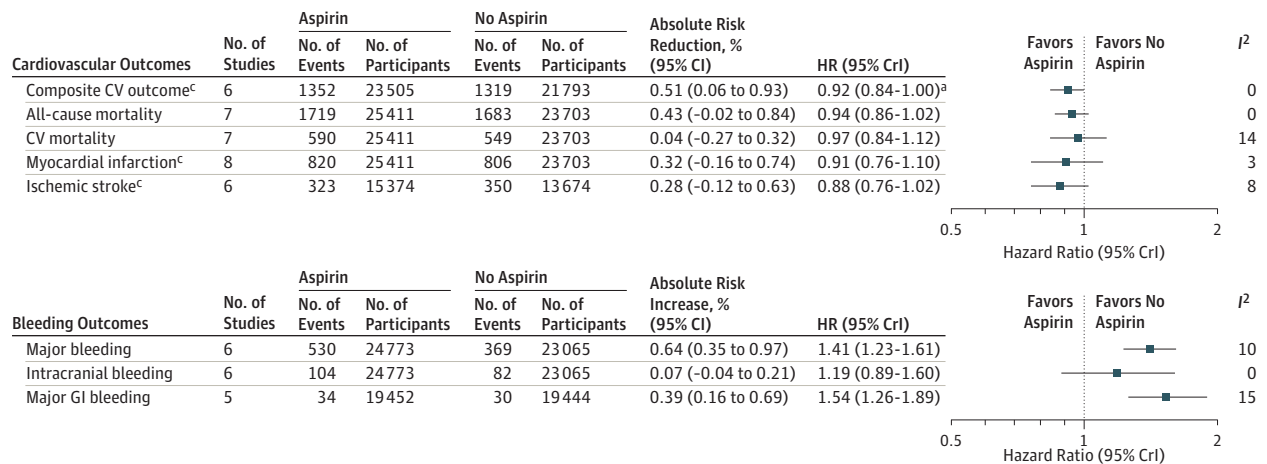 Aspirin No Aspirin Absolute Risk Reduction, % (95% CI)
Cardiovascular Outcomes No. of Studies No. of Events No. of Participants No. of Events No. of Participants HR (95% CrI) Favors Aspirin Favors No Aspirin I2
Composite CV outcomec 6 1352 23505 1319 21793 0.51 (0.06 to 0.93) 0.92 (0.84-1.00)a 0
All-cause mortality 7 1719 25411 1683 23703 0.43 (-0.02 to 0.84) 0.94 (0.86-1.02) 0
CV mortality 7 590 25411 549 23703 0.04 (-0.27 to 0.32) 0.97 (0.84-1.12) 14
Myocardial infarctionc 8 820 25411 806 23703 0.32 (-0.16 to 0.74) 0.91 (0.76-1.10) 3
Ischemic strokec 6 323 15374 350 13674 0.28 (-0.12 to 0.63) 0.88 (0.76-1.02) 8
0.5 1 2
Hazard Ratio (95% CrI)
Aspirin No Aspirin Absolute Risk Increase, % (95% CI)
Bleeding Outcomes No. of Studies No. of Events No. of Participants No. of Events No. of Participants HR (95% CrI) Favors Aspirin Favors No Aspirin I2
Major bleeding 6 530 24773 369 23065 0.64 (0.35 to 0.97) 1.41 (1.23-1.61) 10
Intracranial bleeding 6 104 24773 82 23065 0.07 (-0.04 to 0.21) 1.19 (0.89-1.60) 0
Major GI bleeding 5 34 19452 30 19444 0.39 (0.16 to 0.69) 1.54 (1.26-1.89) 15
0.5 1 2
Hazard Ratio (95% CrI)